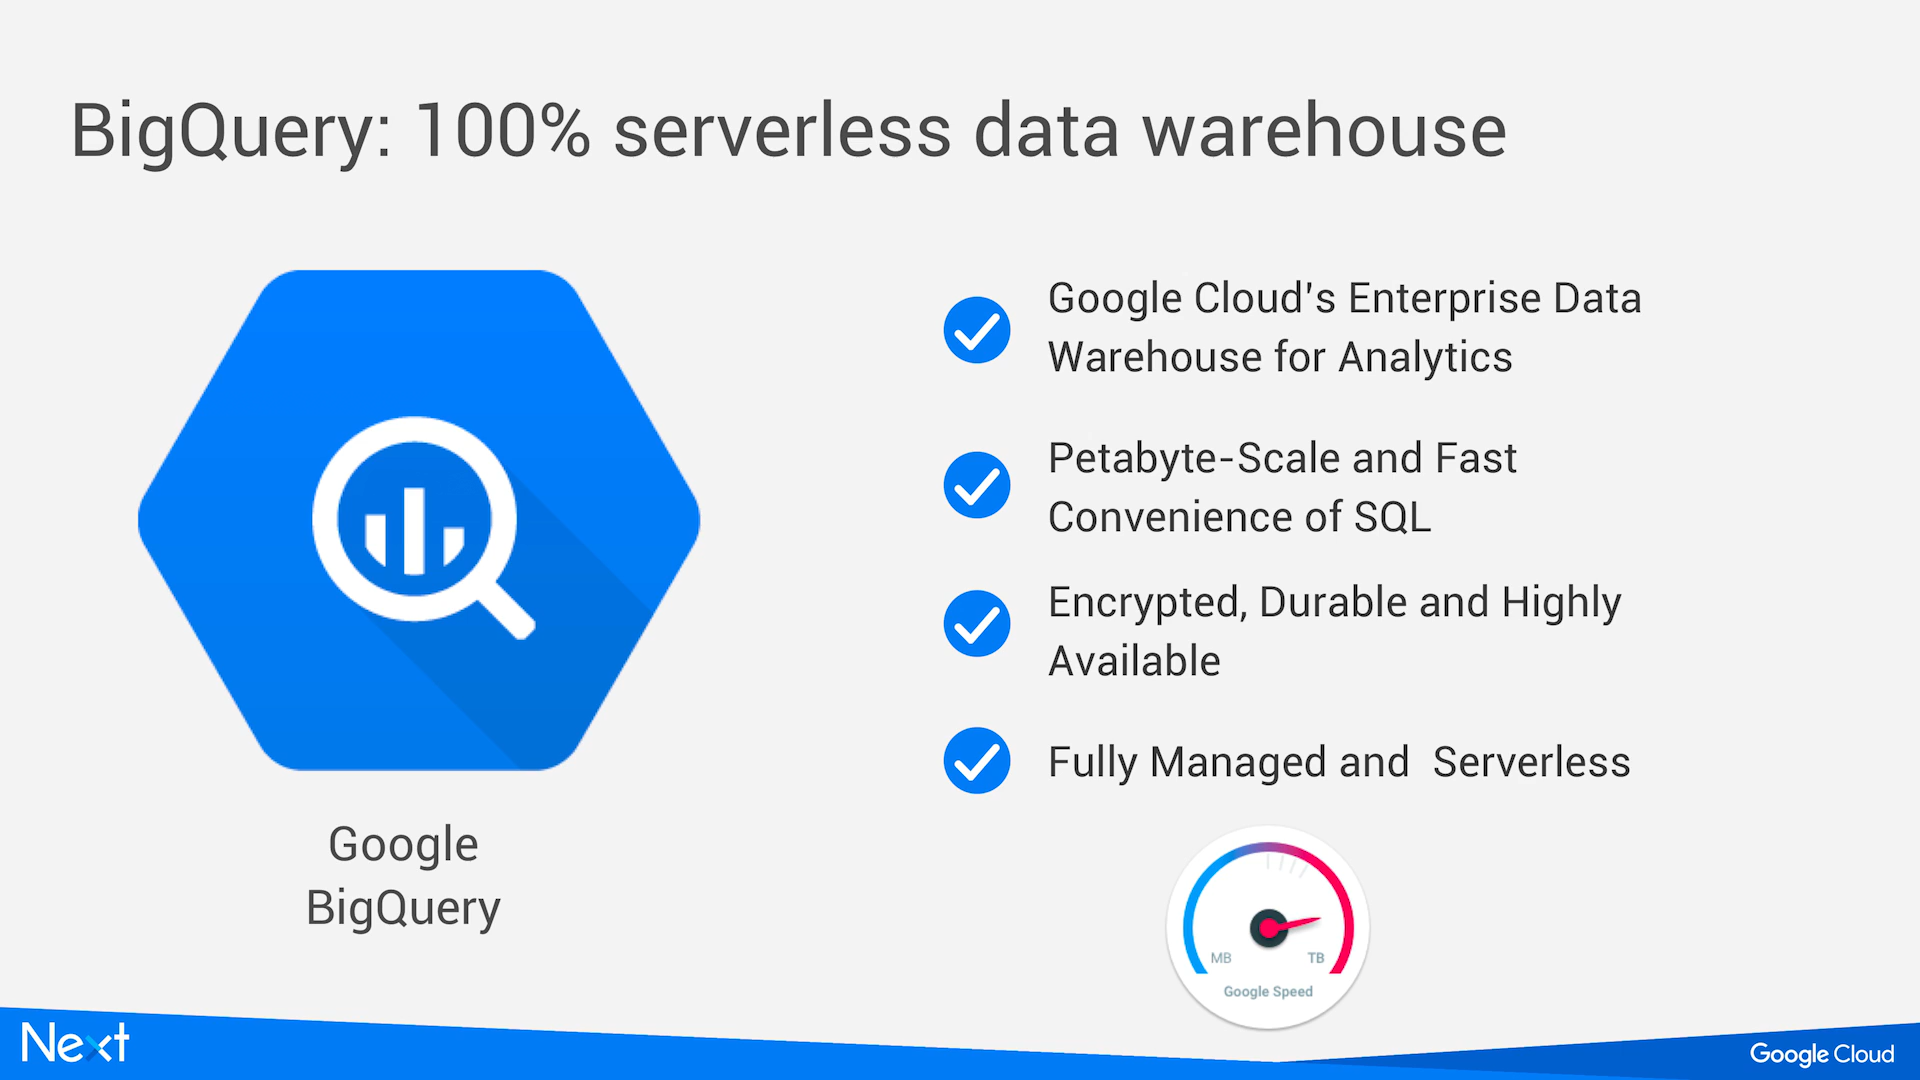 BigQuery: 100% serverless data warehouse
Google
BigQuery
Google Cloud's Enterprise Data
Warehouse for Analytics
Petabyte-Scale and Fast
Convenience of SQL
Encrypted, Durable and Highly
Available
Fully Managed and  Serverless
MB
TB
Google Speed
Next
Google Cloud